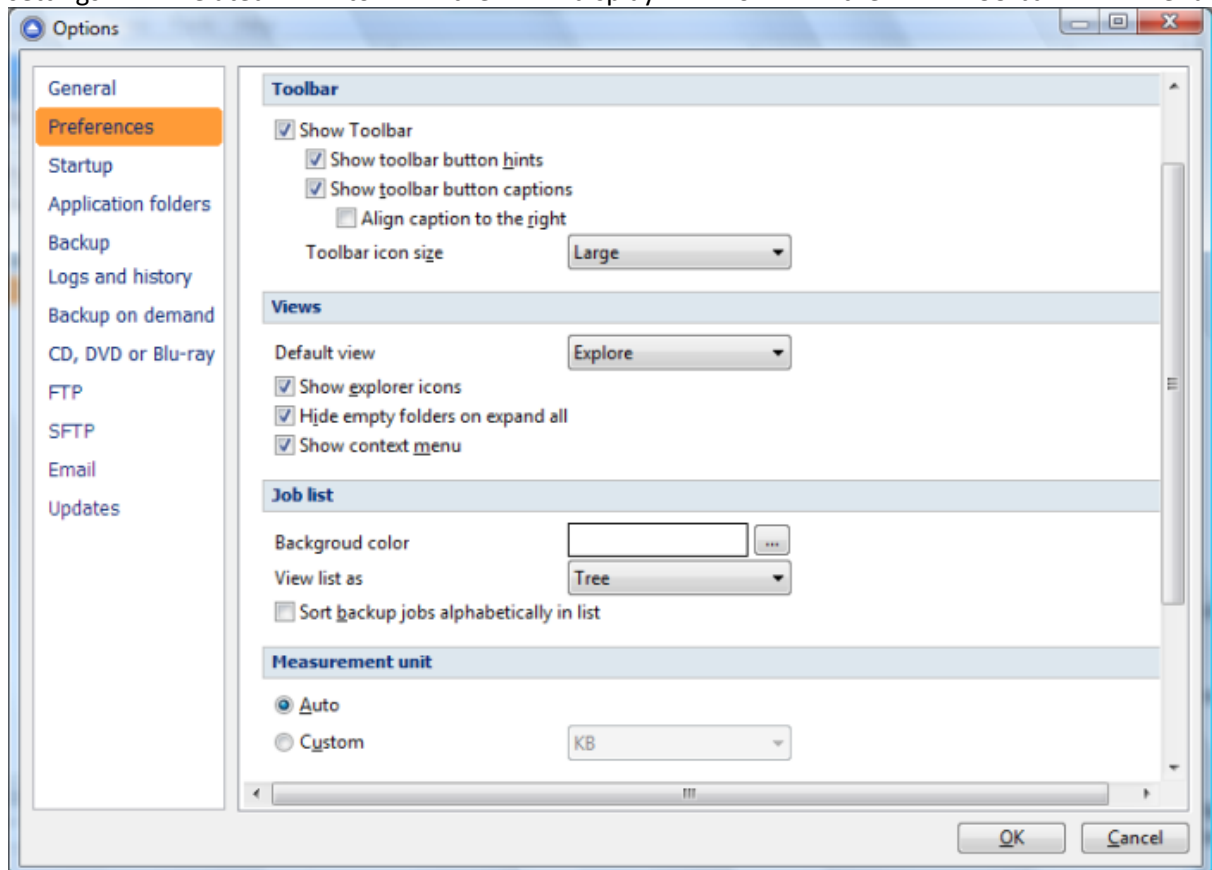 Options
General
Preferences
Startup
Application folders
Backup
Logs and history
Backup on demand
CD, DVD or Blu-ray
FTP
SFTP
Email
Updates
Toolbar
Show Toolbar
Show toolbar button hints
Show toolbar button captions
Align caption to the right
Toolbar icon size Large
Views
Default view Explore
Show explorer icons
Hide empty folders on expand all
Show context menu
Job list
Backgroud color ...
View list as Tree
Sort backup jobs alphabetically in list
Measurement unit
Auto
Custom KB
OK Cancel